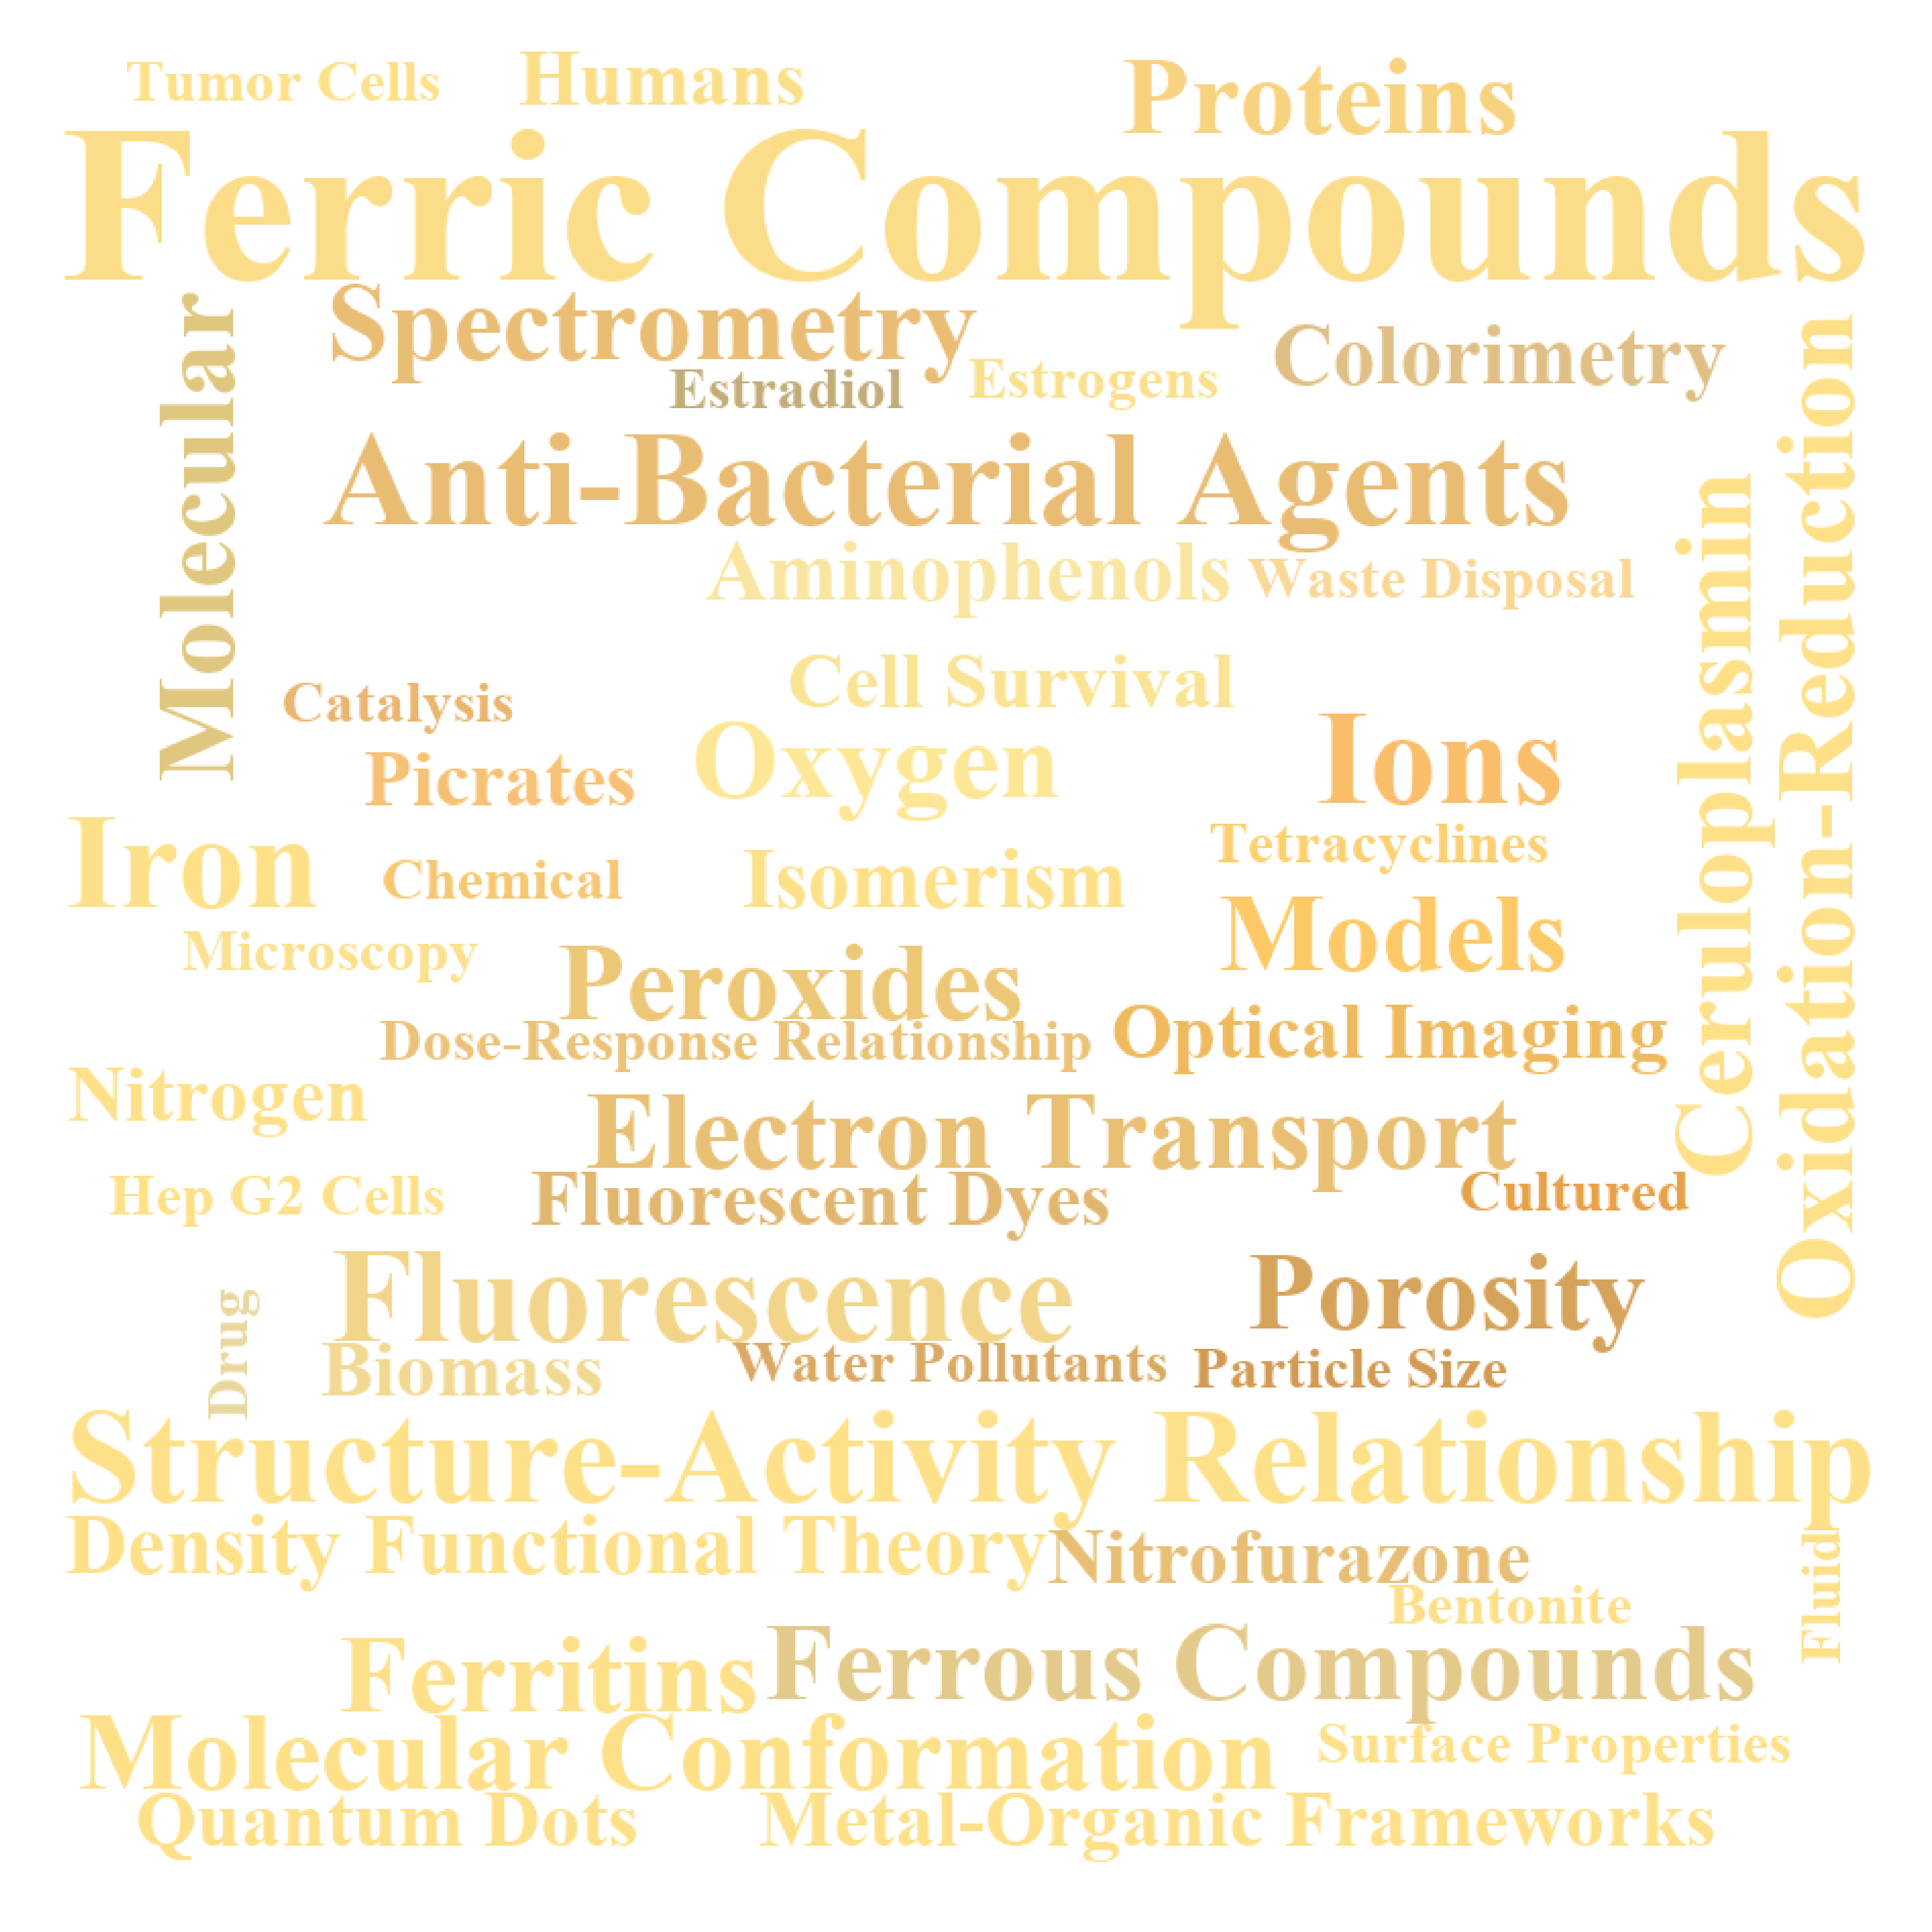 Tumor Cells
Humans
Proteins
Ferric Compounds
Molecular
Spectrometry
Colorimetry
Estradiol
Estrogens
Oxidation-Reduction
Anti-Bacterial Agents
Ceruloplasmin
Aminophenols
Waste Disposal
Cell Survival
Catalysis
Oxygen
Ions
Picrates
Iron
Tetracyclines
Chemical
Isomerism
Models
Microscopy
Peroxides
Dose-Response Relationship
Optical Imaging
Nitrogen
Electron Transport
Hep G2 Cells
Fluorescent Dyes
Cultured
Fluorescence
Porosity
Drug
Biomass
Water Pollutants
Particle Size
Structure-Activity Relationship
Density Functional Theory
Nitrofurazone
Fluid
Bentonite
Ferritins
Ferrous Compounds
Molecular Conformation
Surface Properties
Quantum Dots
Metal-Organic Frameworks